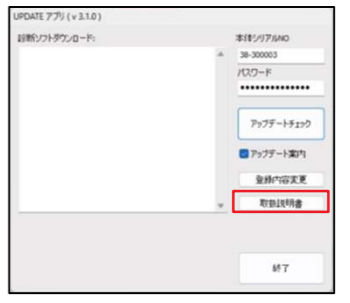 UPDATE アプリ ( v 3.1.0 )
診断ソフトダウンロード:
本体シリアルNO
38-300003
パスワード
●●●●●●●●●●●●●●
アップデートチェック
アップデート案内
登録内容変更
取扱説明書
終了